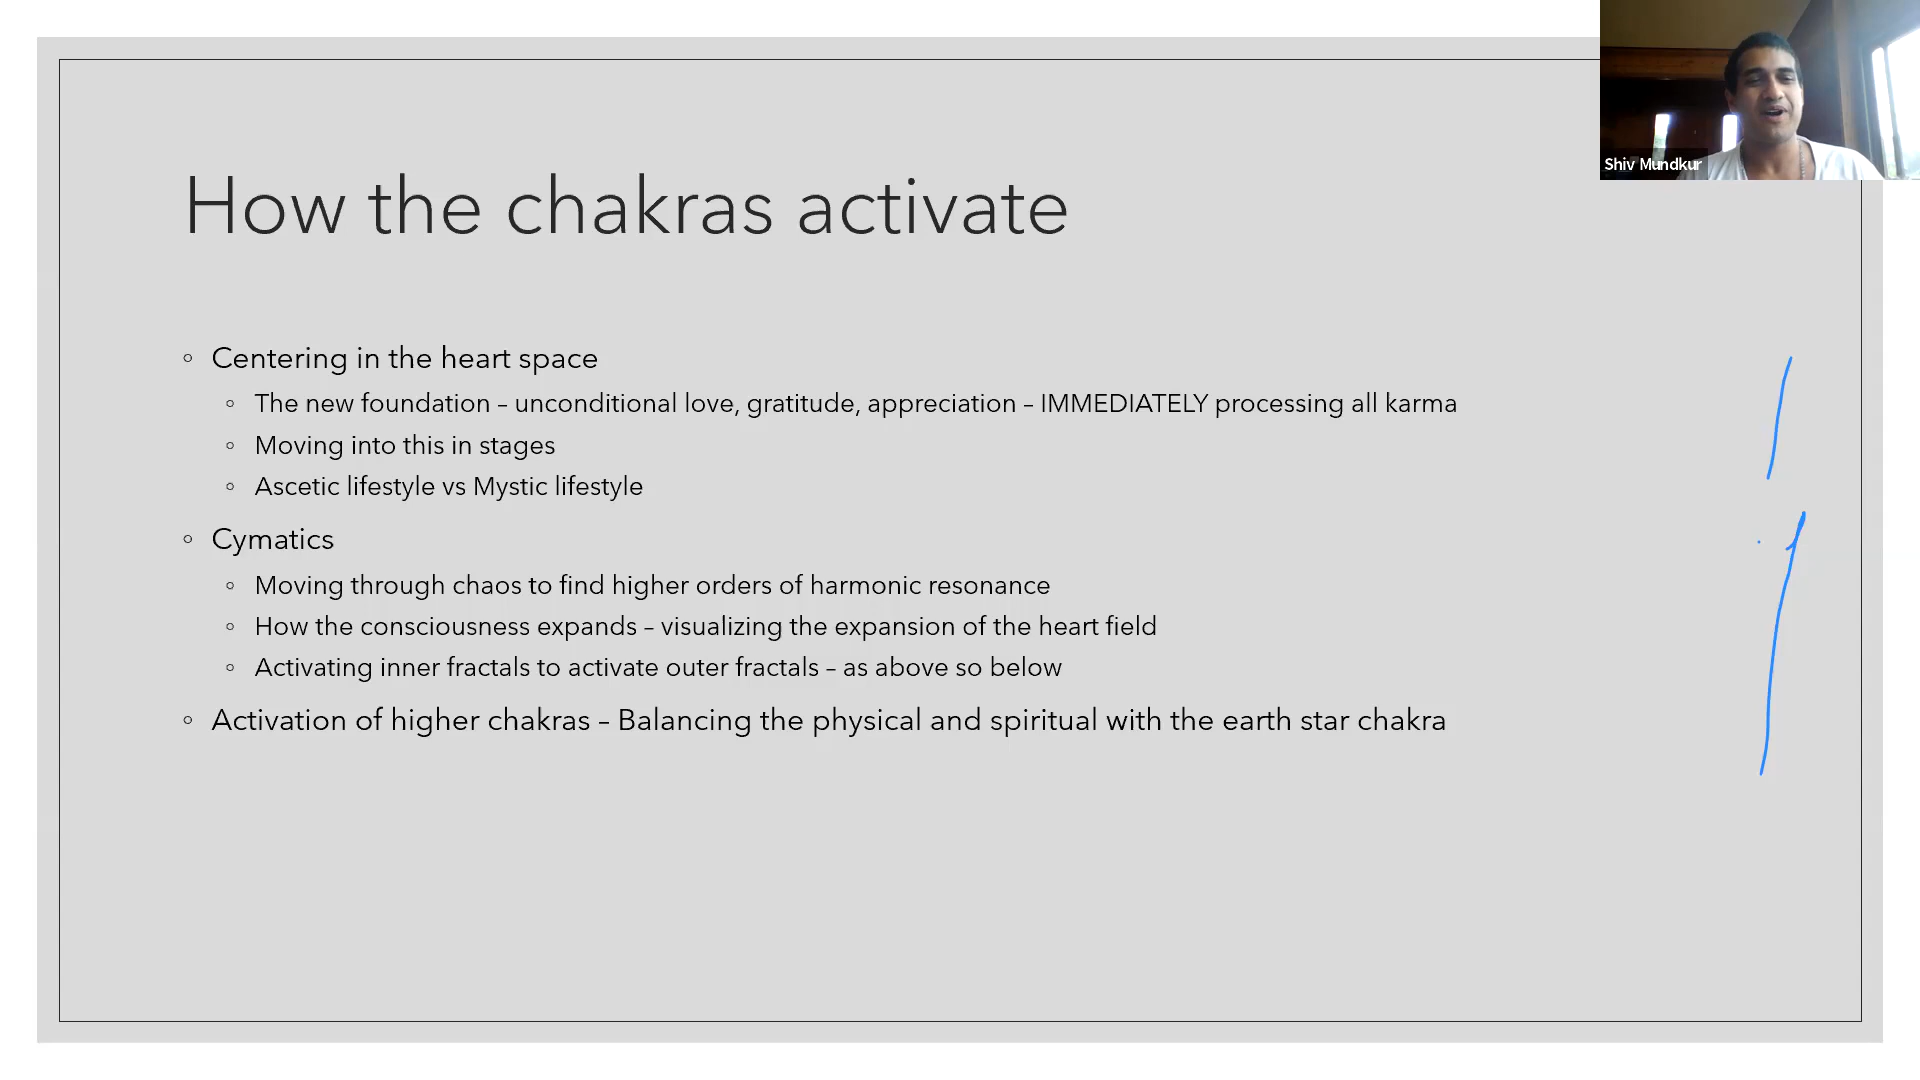 Shiv Mundkur
How the chakras activate
◦ Centering in the heart space
◦ The new foundation – unconditional love, gratitude, appreciation – IMMEDIATELY processing all karma
◦ Moving into this in stages
◦ Ascetic lifestyle vs Mystic lifestyle
◦ Cymatics
◦ Moving through chaos to find higher orders of harmonic resonance
◦ How the consciousness expands – visualizing the expansion of the heart field
◦ Activating inner fractals to activate outer fractals – as above so below
◦ Activation of higher chakras – Balancing the physical and spiritual with the earth star chakra